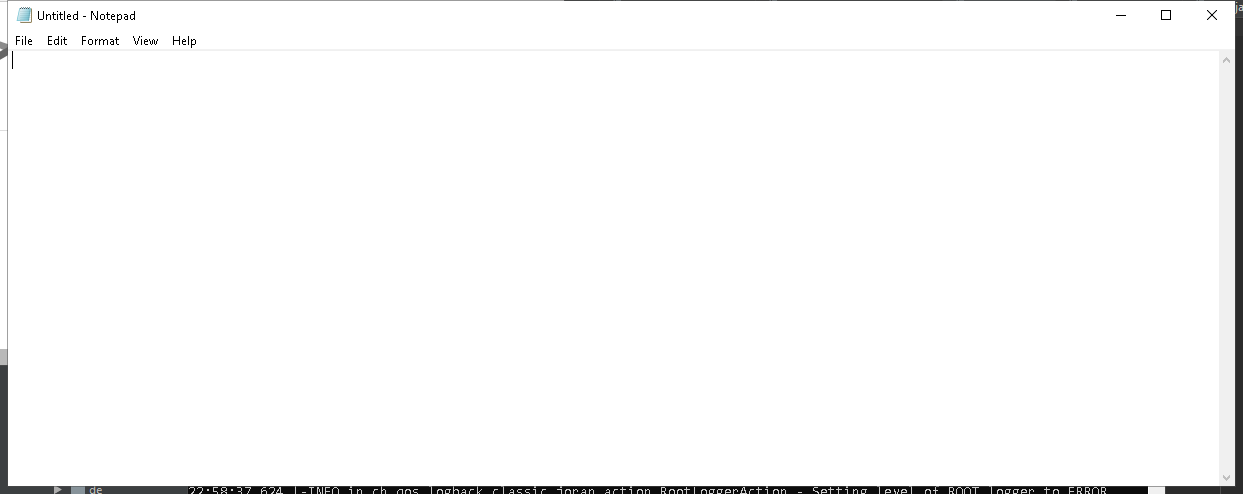 Untitled - Notepad
File Edit Format View Help
de 22:58:37,624 |-INFO in ch.qos.logback.classic.joran.action.RootLoggerAction - Setting level of ROOT logger to ERROR